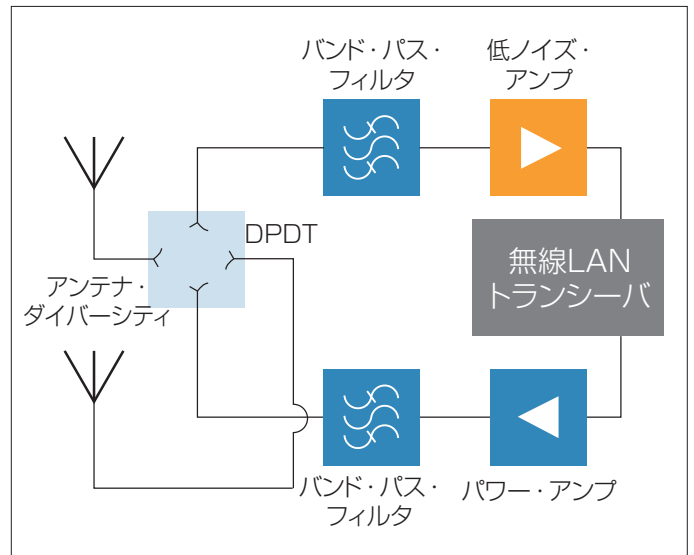 バンド・パス・
フィルタ
低ノイズ・
アンプ
DPDT
アンテナ・
ダイバーシティ
無線LAN
トランシーバ
バンド・パス・
フィルタ
パワー・アンプ